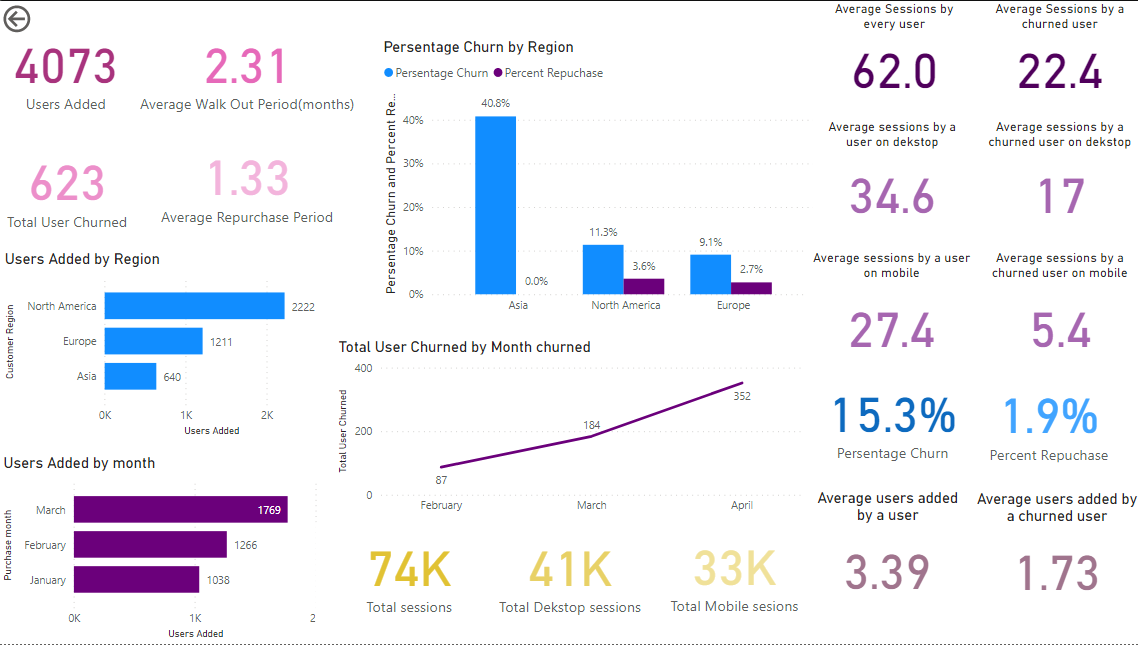 4073
Users Added
2.31
Average Walk Out Period(months)
623
Total User Churned
1.33
Average Repurchase Period
Users Added by Region
Customer Region
North America
2222
Europe
1211
Asia
640
0K
1K
2K
Users Added
Users Added by month
Purchase month
March
1769
February
1266
January
1038
0K
1K
2
Users Added
Persentage Churn by Region
Persentage Churn
Percent Repuchase
Persentage Churn and Percent Re...
40%
30%
20%
10%
0%
40.8%
0.0%
11.3%
3.6%
9.1%
2.7%
Asia
North America
Europe
Total User Churned by Month churned
Total User Churned
400
200
0
87
184
352
February
March
April
74K
Total sessions
41K
Total Dekstop sessions
33K
Total Mobile sesions
Average Sessions by
every user
62.0
Average Sessions by a
churned user
22.4
Average sessions by a
user on dekstop
34.6
Average sessions by a
churned user on dekstop
17
Average sessions by a user
on mobile
27.4
Average sessions by a
churned user on mobile
5.4
15.3%
Persentage Churn
1.9%
Percent Repuchase
Average users added
by a user
3.39
Average users added by
a churned user
1.73